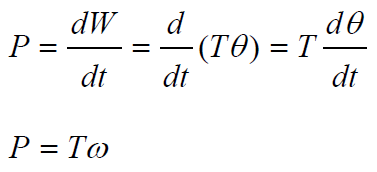 P = dW/dt = d/dt (Tθ) = T dθ/dt
P = Tω